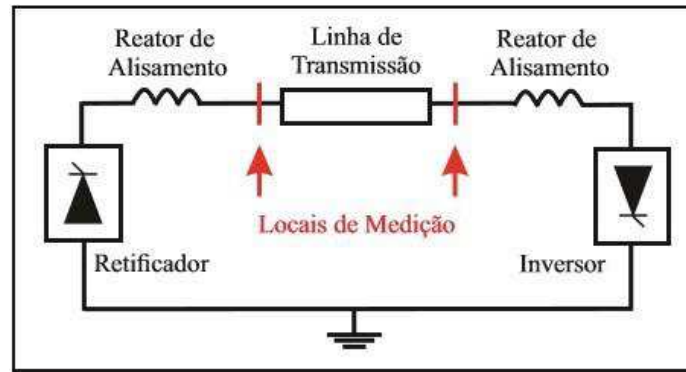 Reator de
Alisamento
Linha de
Transmissão
Reator de
Alisamento
Locais de Medição
Retificador
Inversor